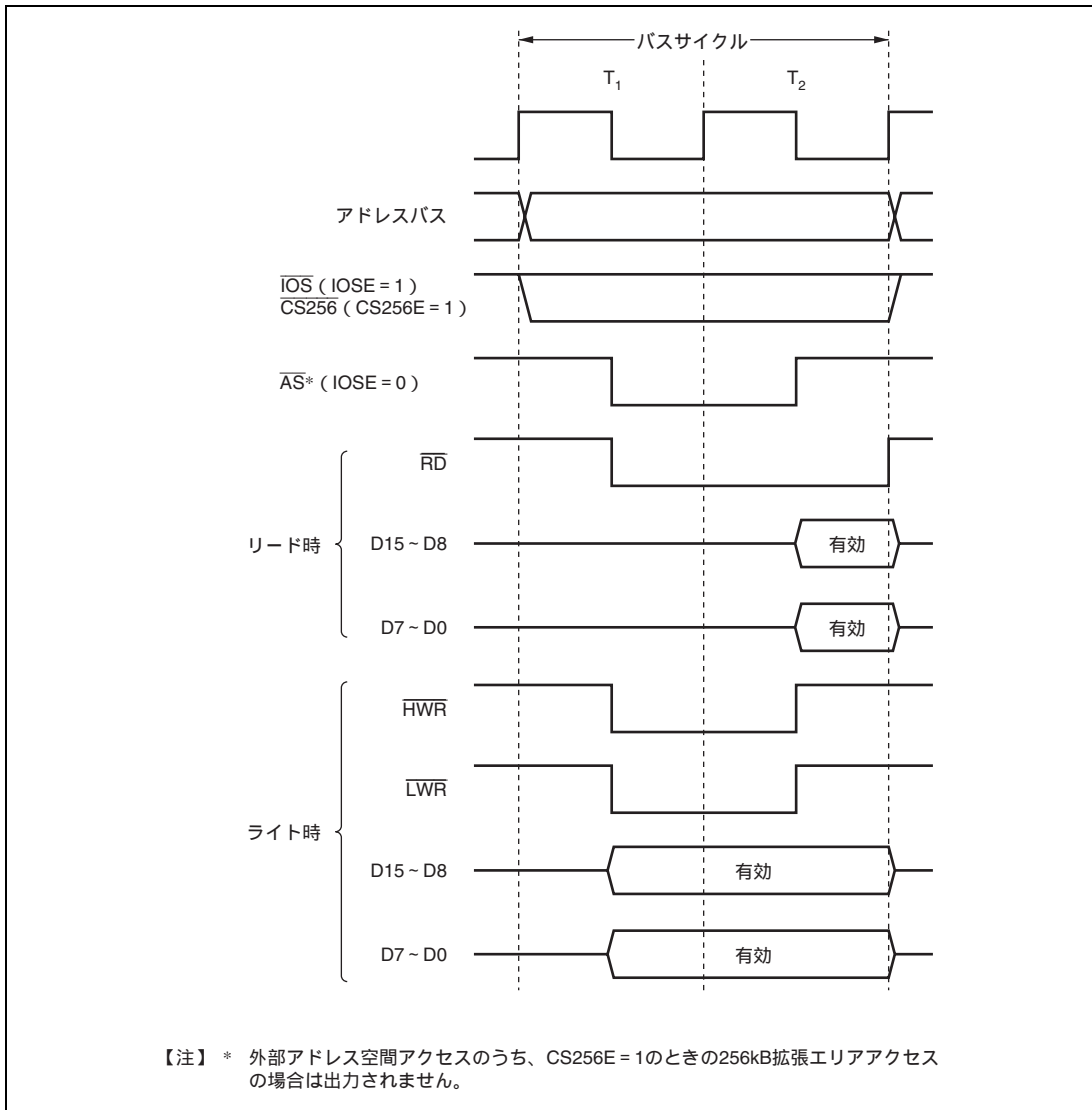 バスサイクル
T1 T2
アドレスバス
IOS(IOSE = 1)
CS256(CS256E = 1)
AS*(IOSE = 0)
RD
リード時
D15~D8 有効
D7~D0 有効
HWR
LWR
ライト時
D15~D8 有効
D7~D0 有効
【注】 * 外部アドレス空間アクセスのうち、CS256E = 1のときの256kB拡張エリアアクセス
の場合は出力されません。